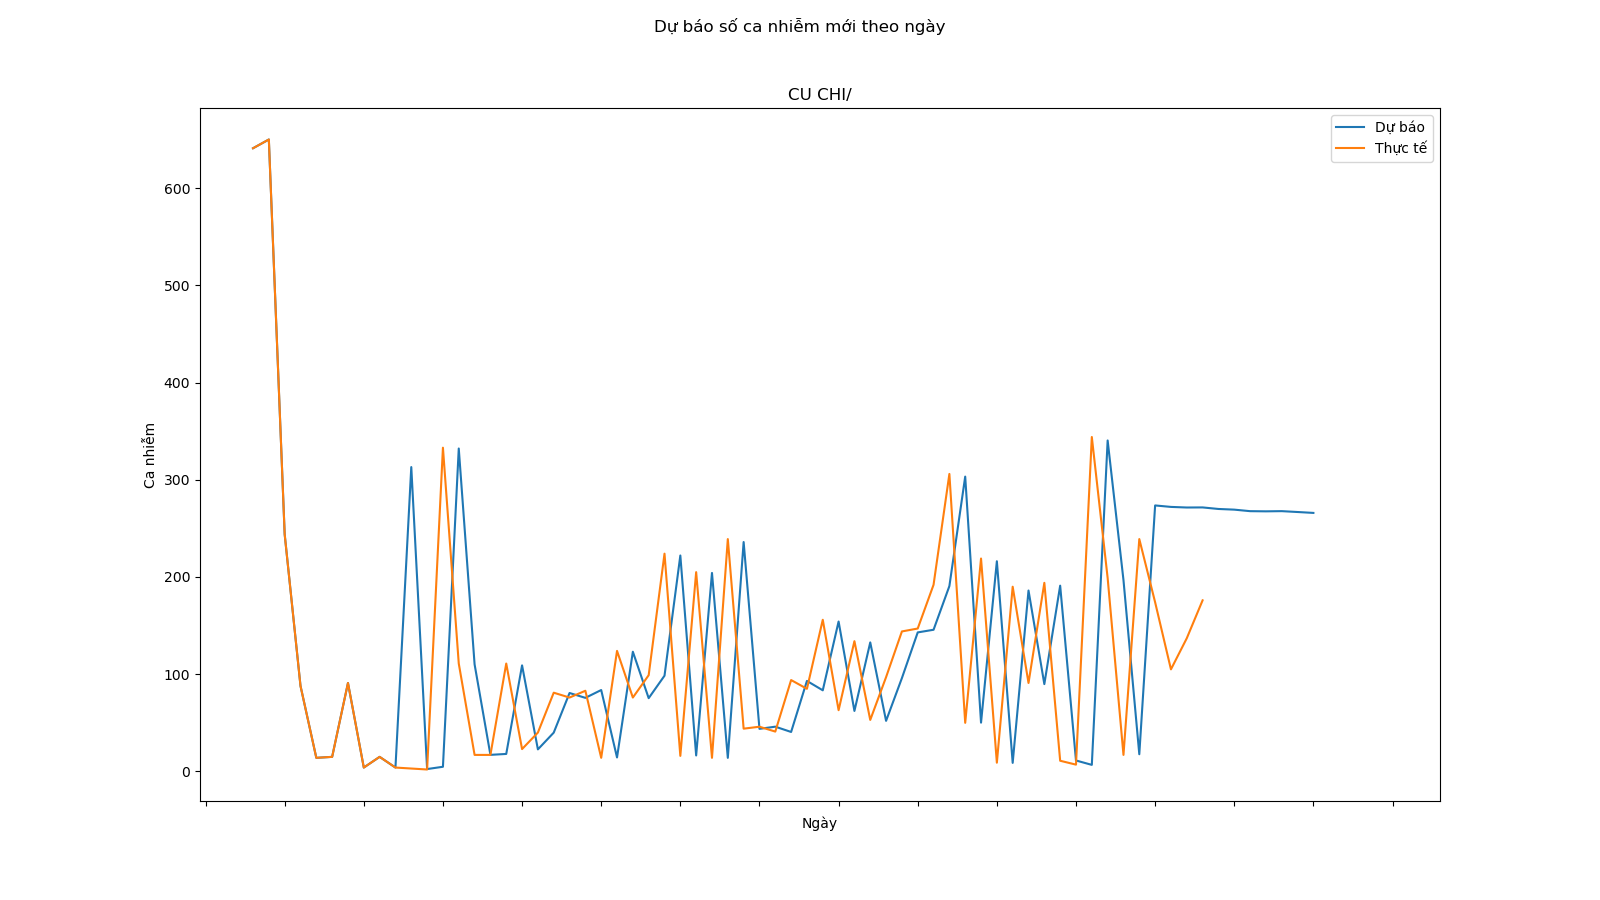 Dự báo số ca nhiễm mới theo ngày
CU CHI/
Dự báo
Thực tế
600
500
400
300
200
100
0
Ca nhiễm
Ngày